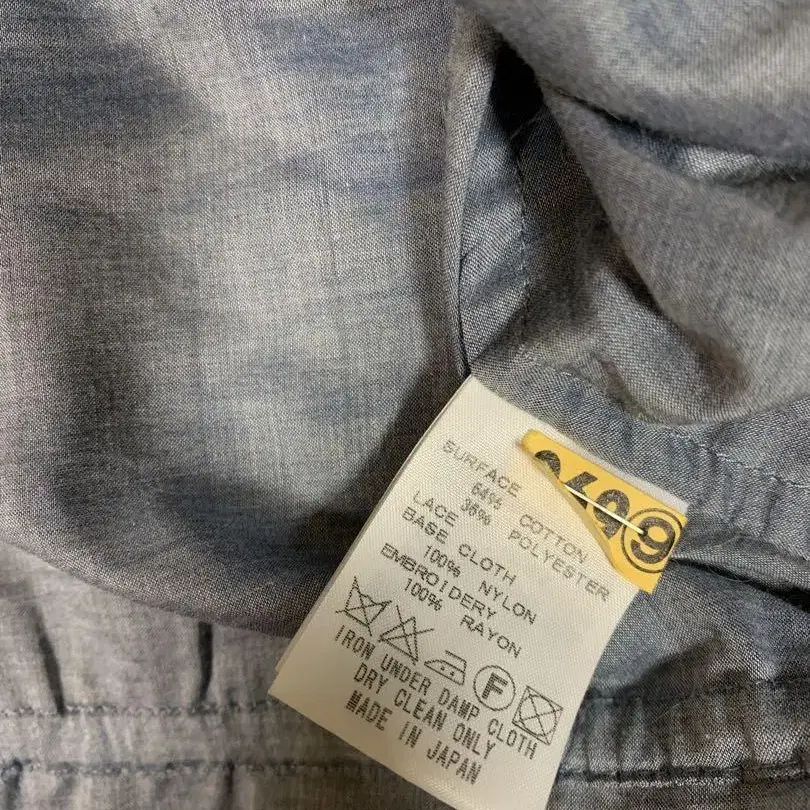 SURFACE
64% COTTON
36% POLYESTER
LACE
BASE CLOTH
100% NYLON
EMBROIDERY
100% RAYON
F
IRON UNDER DAMP CLOTH
DRY CLEAN ONLY
MADE IN JAPAN